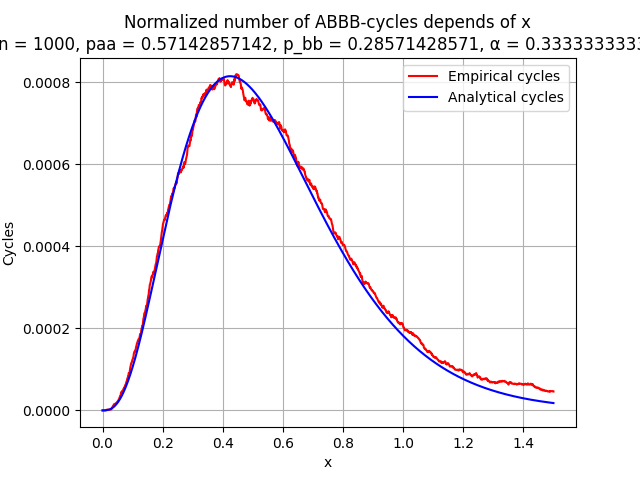 Normalized number of ABBB-cycles depends of x
n = 1000, paa = 0.57142857142, p_bb = 0.28571428571, α = 0.3333333333
Empirical cycles
Analytical cycles
0.0008
0.0006
0.0004
0.0002
0.0000
Cycles
0.0 0.2 0.4 0.6 0.8 1.0 1.2 1.4
x